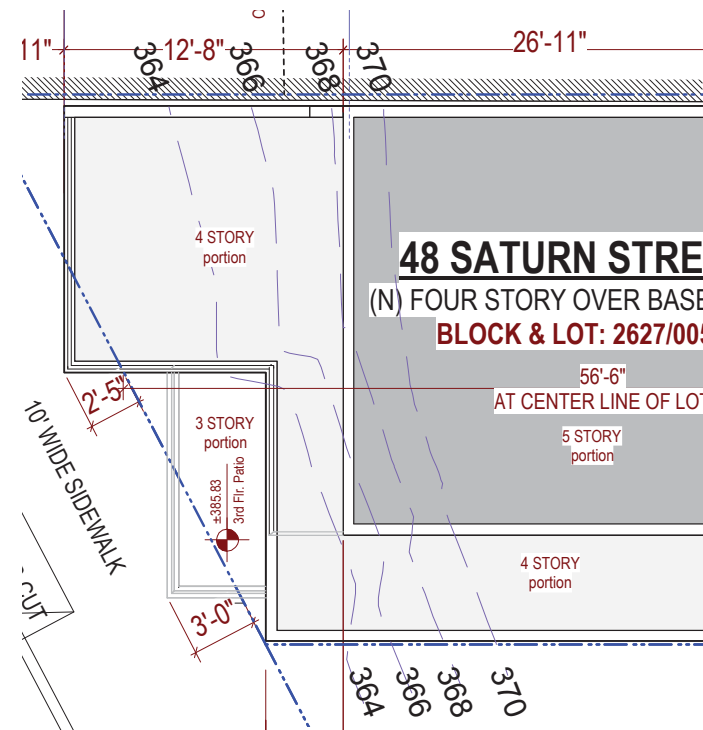 11"
12'-8"
26'-11"
364
366
368
370
4 STORY
portion
48 SATURN STRE
(N) FOUR STORY OVER BASE
BLOCK & LOT: 2627/005
56'-6"
AT CENTER LINE OF LOT
5 STORY
portion
2'-5"
3 STORY
portion
10' WIDE SIDEWALK
±385.83
3rd Flr. Patio
CUT
3'-0"
4 STORY
portion
364
366
368
370